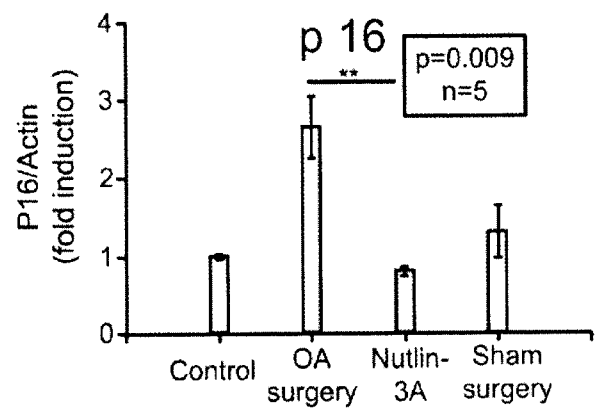 p 16
**
p=0.009
n=5
P16/Actin
(fold induction)
4
3
2
1
0
Control
OA
surgery
Nutlin-
3A
Sham
surgery